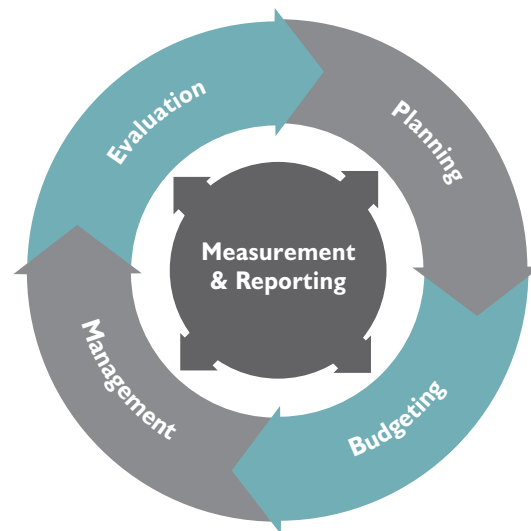 Evaluation
Planning
Measurement
& Reporting
Management
Budgeting